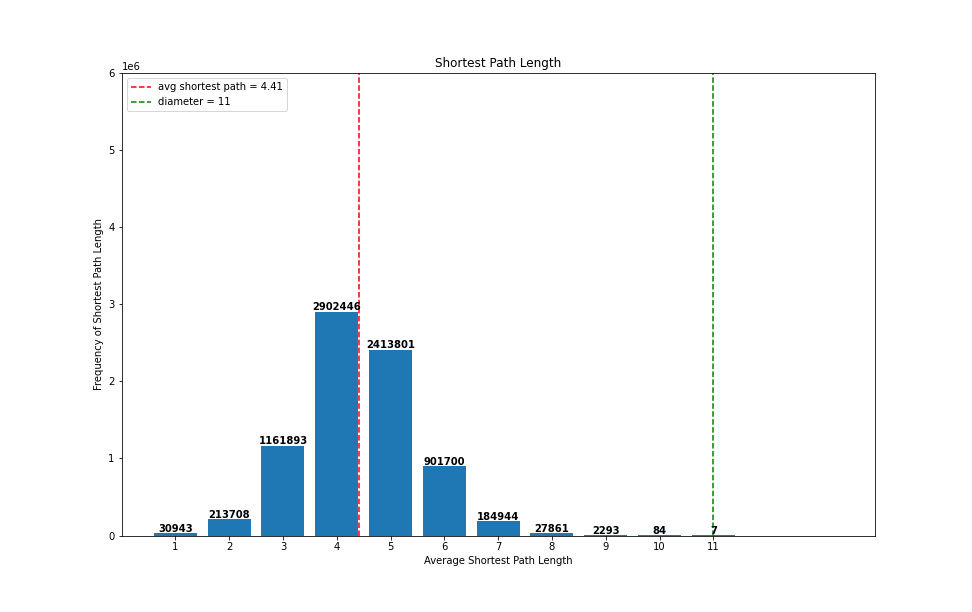 Shortest Path Length
1e6
avg shortest path = 4.41
diameter = 11
6
5
4
3
2
1
0
Frequency of Shortest Path Length
30943
213708
1161893
2902446
2413801
901700
184944
27861
2293
84
7
1 2 3 4 5 6 7 8 9 10 11
Average Shortest Path Length